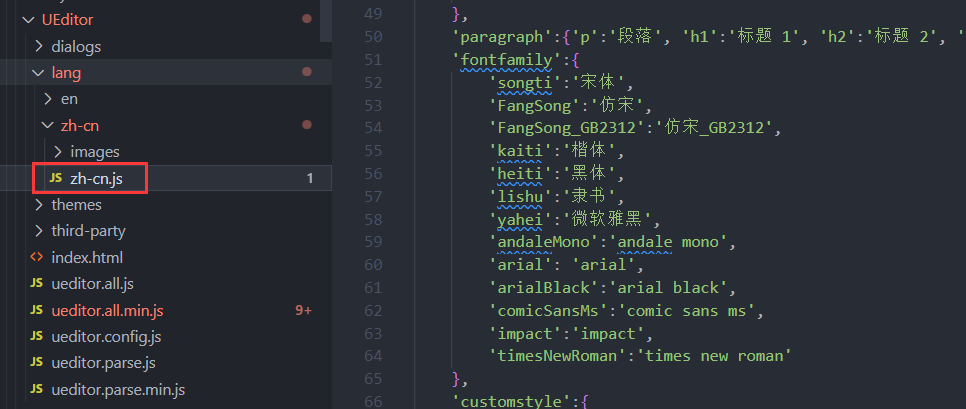 UEditor
dialogs
lang
en
zh-cn
images
JS zh-cn.js 1
themes
third-party
<> index.html
JS ueditor.all.js
JS ueditor.all.min.js 9+
JS ueditor.config.js
JS ueditor.parse.js
JS ueditor.parse.min.js
49 },
50 'paragraph':{'p':'段落', 'h1':'标题 1', 'h2':'标题 2', '
51 'fontfamily':{
52 'songti':'宋体',
53 'FangSong':'仿宋',
54 'FangSong_GB2312':'仿宋_GB2312',
55 'kaiti':'楷体',
56 'heiti':'黑体',
57 'lishu':'隶书',
58 'yahei':'微软雅黑',
59 'andaleMono':'andale mono',
60 'arial': 'arial',
61 'arialBlack':'arial black',
62 'comicSansMs':'comic sans ms',
63 'impact':'impact',
64 'timesNewRoman':'times new roman'
65 },
66 'customstyle':{